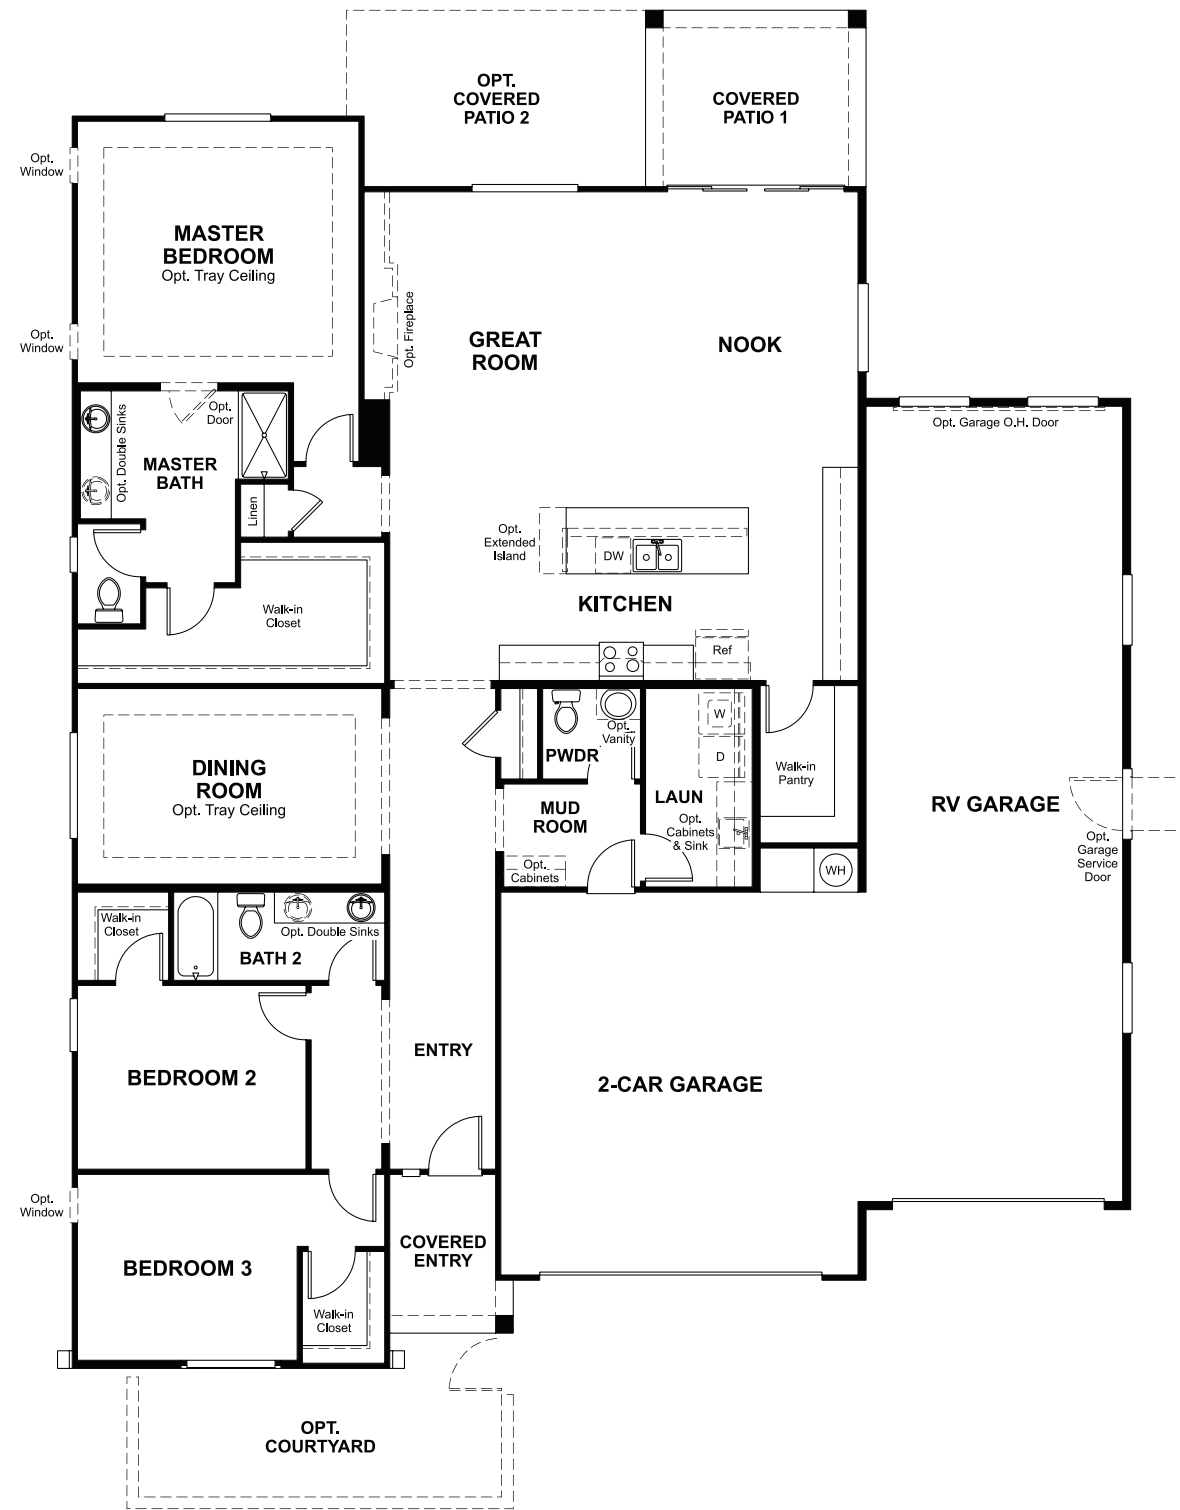 OPT.
COVERED
PATIO 2
COVERED
PATIO 1
Opt.
Window
MASTER
BEDROOM
Opt. Tray Ceiling
Opt.
Window
Opt. Fireplace
GREAT
ROOM
NOOK
Opt. Double Sinks
Opt.
Door
MASTER
BATH
Linen
Opt. Garage O.H. Door
Opt.
Extended
Island
DW
KITCHEN
Walk-in
Closet
Ref
W
D
Opt.
Vanity
PWDR
DINING
ROOM
Opt. Tray Ceiling
Walk-in
Pantry
MUD
ROOM
LAUN
Opt.
Cabinets
& Sink
RV GARAGE
Opt.
Garage
Service
Door
Opt.
Cabinets
WH
Walk-in
Closet
Opt. Double Sinks
BATH 2
ENTRY
BEDROOM 2
2-CAR GARAGE
Opt.
Window
COVERED
ENTRY
BEDROOM 3
Walk-in
Closet
OPT.
COURTYARD